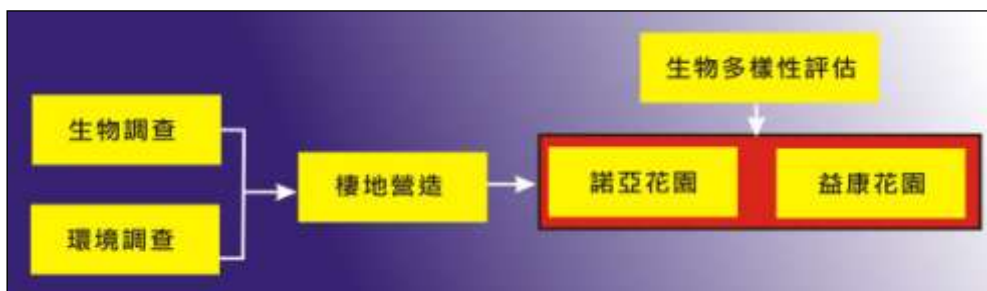 生物多樣性評估
生物調查
棲地營造
諾亞花園
益康花園
環境調查